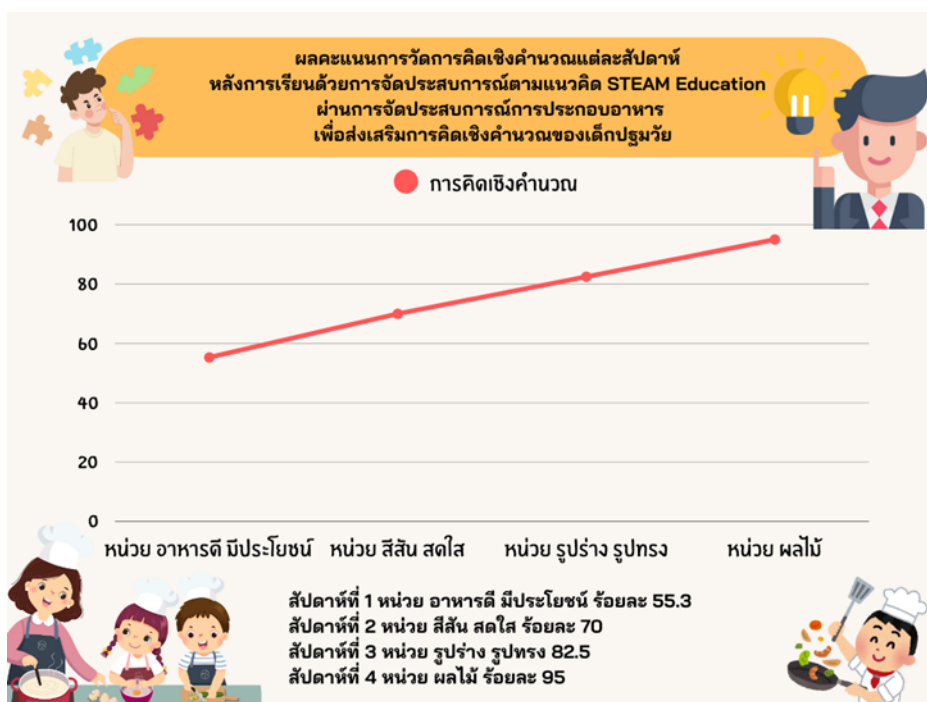 ผลคะแนนการวัดการคิดเชิงคำนวณแต่ละสัปดาห์
หลังการเรียนด้วยการจัดประสบการณ์ตามแนวคิด STEAM Education
ผ่านการจัดประสบการณ์การประกอบอาหาร
เพื่อส่งเสริมการคิดเชิงคำนวณของเด็กปฐมวัย
การคิดเชิงคำนวณ
100
80
60
40
20
0
หน่วย อาหารดี มีประโยชน์ หน่วย สีสัน สดใส หน่วย รูปร่าง รูปทรง หน่วย ผลไม้
สัปดาห์ที่ 1 หน่วย อาหารดี มีประโยชน์ ร้อยละ 55.3
สัปดาห์ที่ 2 หน่วย สีสัน สดใส ร้อยละ 70
สัปดาห์ที่ 3 หน่วย รูปร่าง รูปทรง 82.5
สัปดาห์ที่ 4 หน่วย ผลไม้ ร้อยละ 95